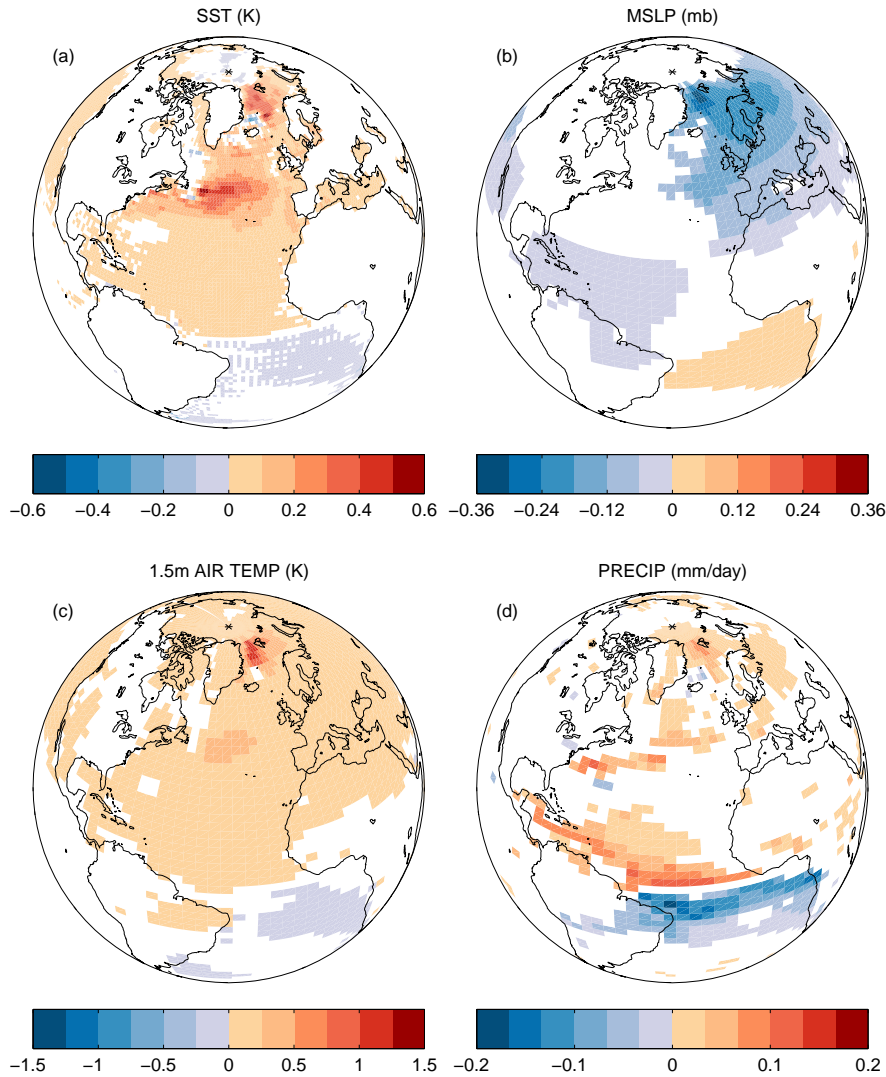 SST (K)
MSLP (mb)
(a)
(b)
−0.6 −0.4 −0.2 0 0.2 0.4 0.6
−0.36 −0.24 −0.12 0 0.12 0.24 0.36
1.5m AIR TEMP (K)
PRECIP (mm/day)
(c)
(d)
−1.5 −1 −0.5 0 0.5 1 1.5
−0.2 −0.1 0 0.1 0.2